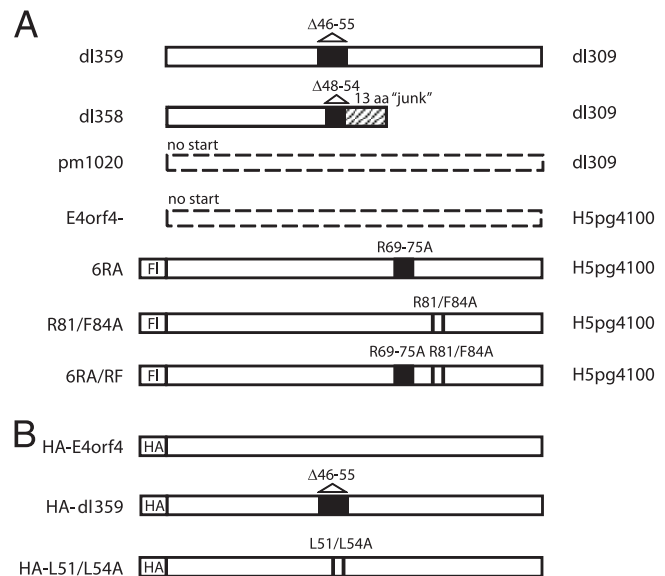 A
Δ46-55
dl359 dl309
Δ48-54
13 aa "junk"
dl358 dl309
no start
pm1020 dl309
no start
E4orf4- H5pg4100
R69-75A
6RA Fl H5pg4100
R81/F84A
R81/F84A Fl H5pg4100
R69-75A R81/F84A
6RA/RF Fl H5pg4100
B
HA-E4orf4 HA
Δ46-55
HA-dl359 HA
L51/L54A
HA-L51/L54A HA